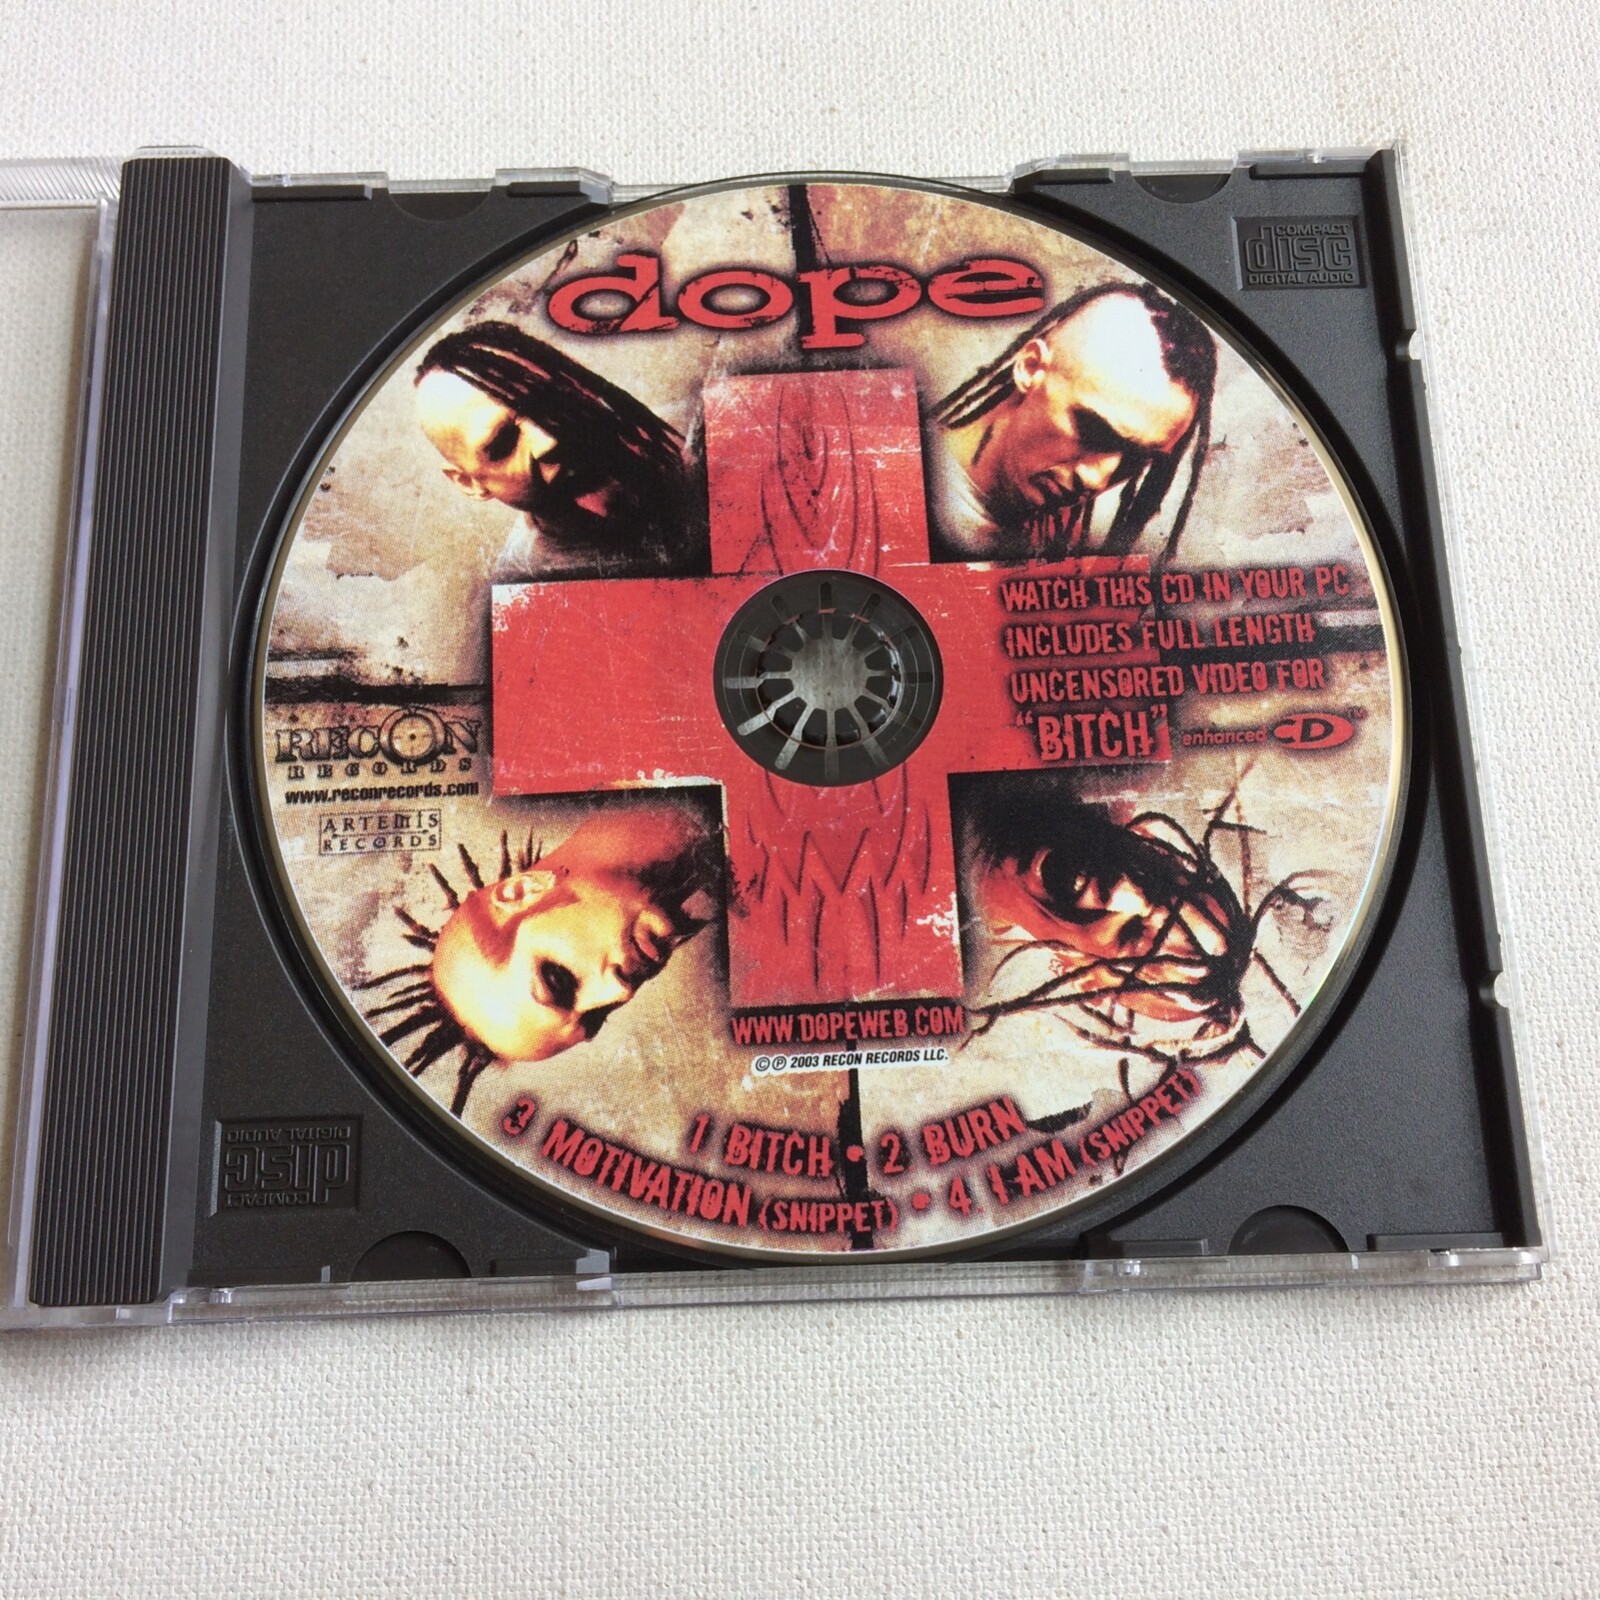 dope
COMPACT
disc
DIGITAL AUDIO
WATCH THIS CD IN YOUR PC
INCLUDES FULL LENGTH
UNCENSORED VIDEO FOR
"BITCH"
enhanced CD
RECON
RECORDS
www.reconrecords.com
ARTEMIS
RECORDS
WWW.DOPEWEB.COM
© ℗ 2003 RECON RECORDS LLC.
1 BITCH • 2 BURN
3 MOTIVATION (SNIPPET) • 4. I AM (SNIPPET)
COMPACT
disc
DIGITAL AUDIO